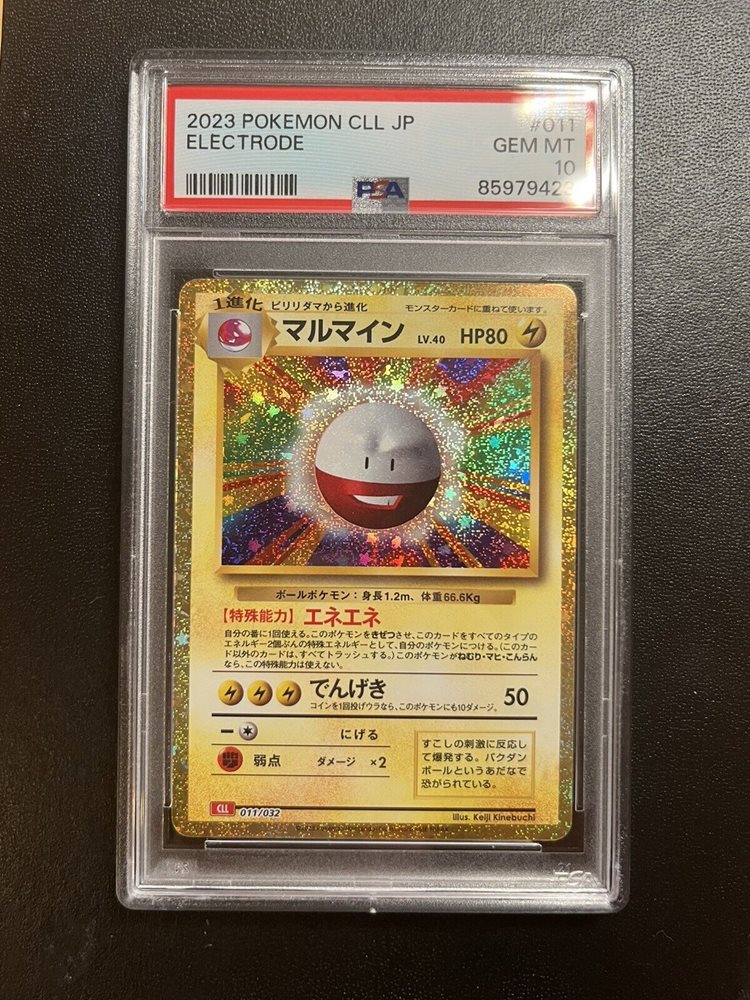 2023 POKEMON CLL JP
#011
ELECTRODE
GEM MT
10
PSA
8597942
1進化 ビリリダマから進化
モンスターカードに重ねて使います。
マルマイン LV.40 HP80
ボールポケモン：身長1.2m、体重66.6Kg
【特殊能力】エネエネ
自分の番に1回使える。このポケモンをきぜつさせ、このカードをすべてのタイプの
エネルギー2個ぶんの特殊エネルギーとして、自分のポケモンにつける。(このカー
ド以外のカードは、すべてトラッシュする。)このポケモンがねむり・マヒ・こんらん
なら、この特殊能力は使えない。
でんげき 50
コインを1回投げウラなら、このポケモンにも10ダメージ。
にげる
弱点 ダメージ ×2
すこしの刺激に反応し
て爆発する。バクダン
ボールというあだなで
恐がられている。
CLL 011/032
Illus. Keiji Kinebuchi